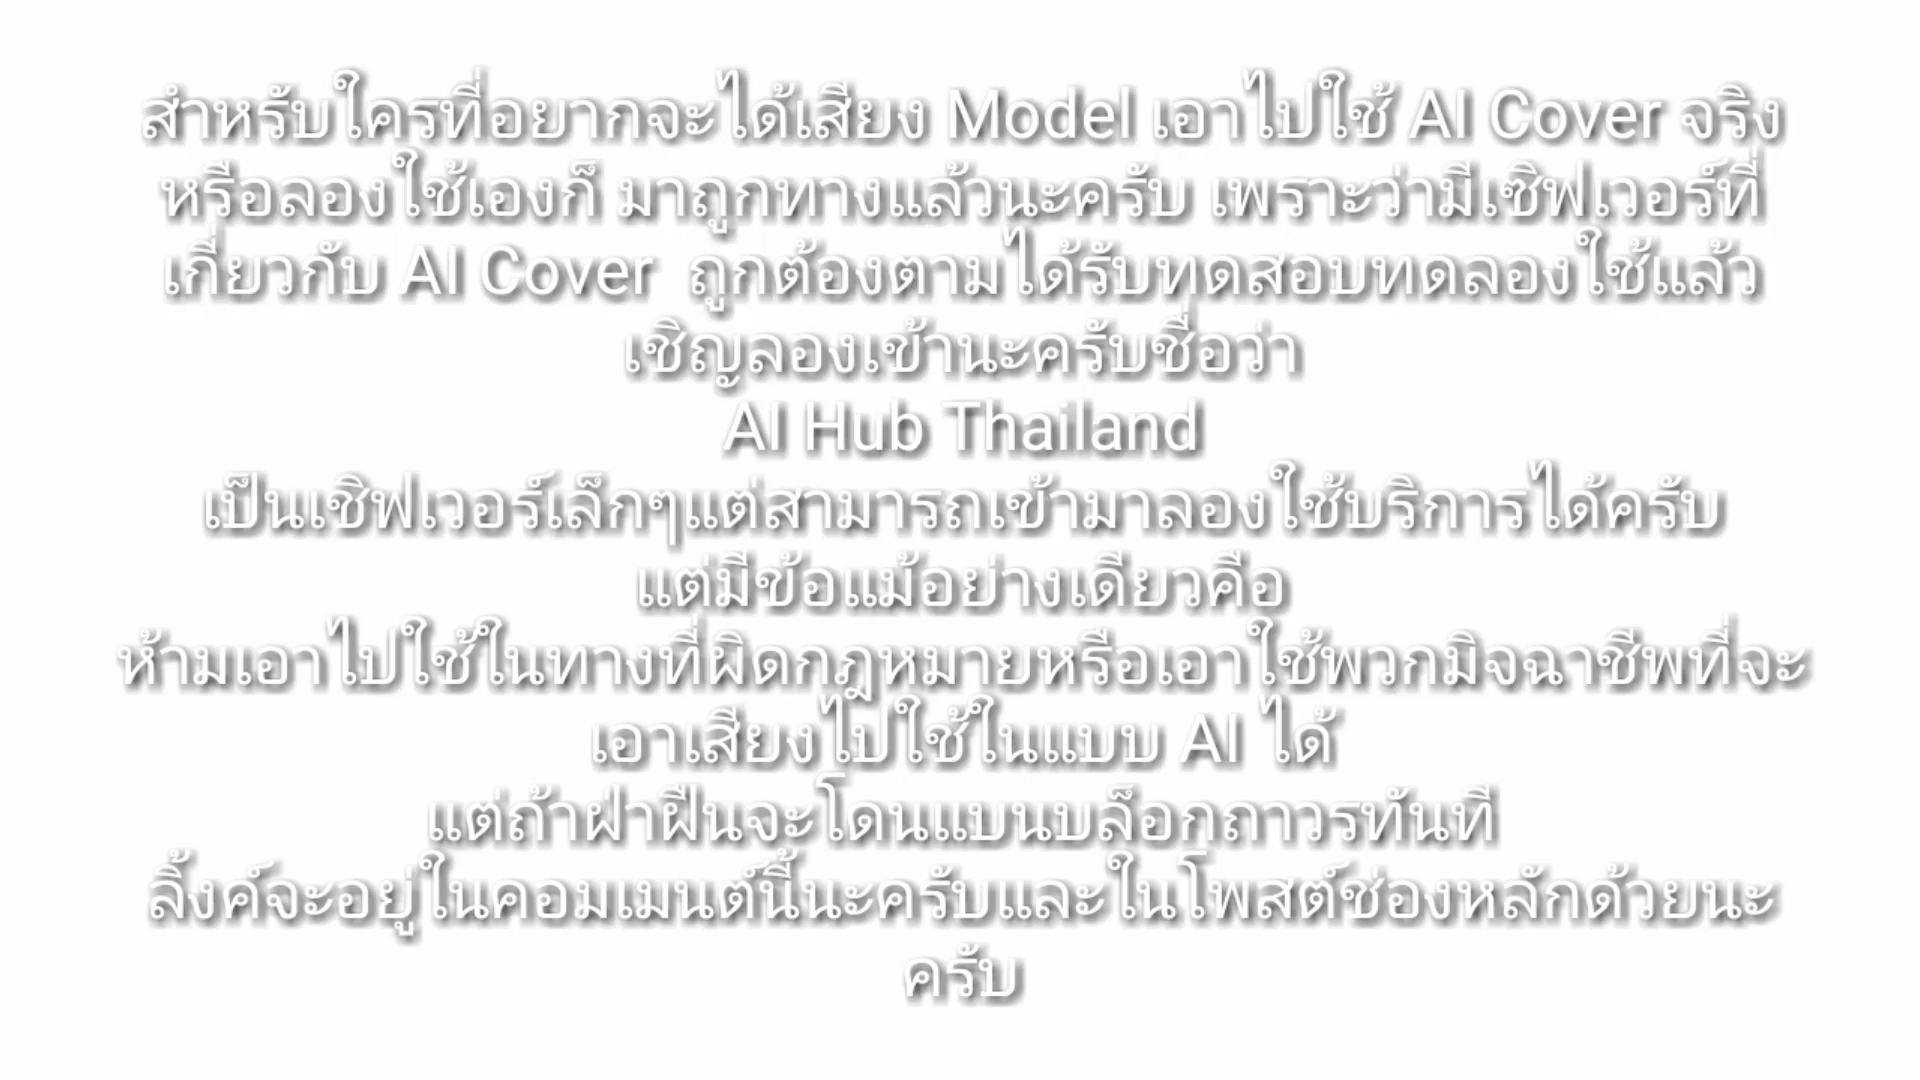 สำหรับใครที่อยากจะได้เสียง Model เอาไปใช้ AI Cover จริง
หรือลองใช้เองก็ มาถูกทางแล้วนะครับ เพราะว่ามีเซิฟเวอร์ที่
เกี่ยวกับ AI Cover ถูกต้องตามได้รับทดสอบทดลองใช้แล้ว
เชิญลองเข้านะครับชื่อว่า
AI Hub Thailand
เป็นเซิฟเวอร์เล็กๆแต่สามารถเข้ามาลองใช้บริการได้ครับ
แต่มีข้อแม้อย่างเดียวคือ
ห้ามเอาไปใช้ในทางที่ผิดกฎหมายหรือเอาใช้พวกมิจฉาชีพที่จะ
เอาเสียงไปใช้ในแบบ AI ได้
แต่ถ้าฝ่าฝืนจะโดนแบนบล็อกถาวรทันที
ลิ้งค์จะอยู่ในคอมเมนต์นี้นะครับและในโพสต์ช่องหลักด้วยนะ
ครับ